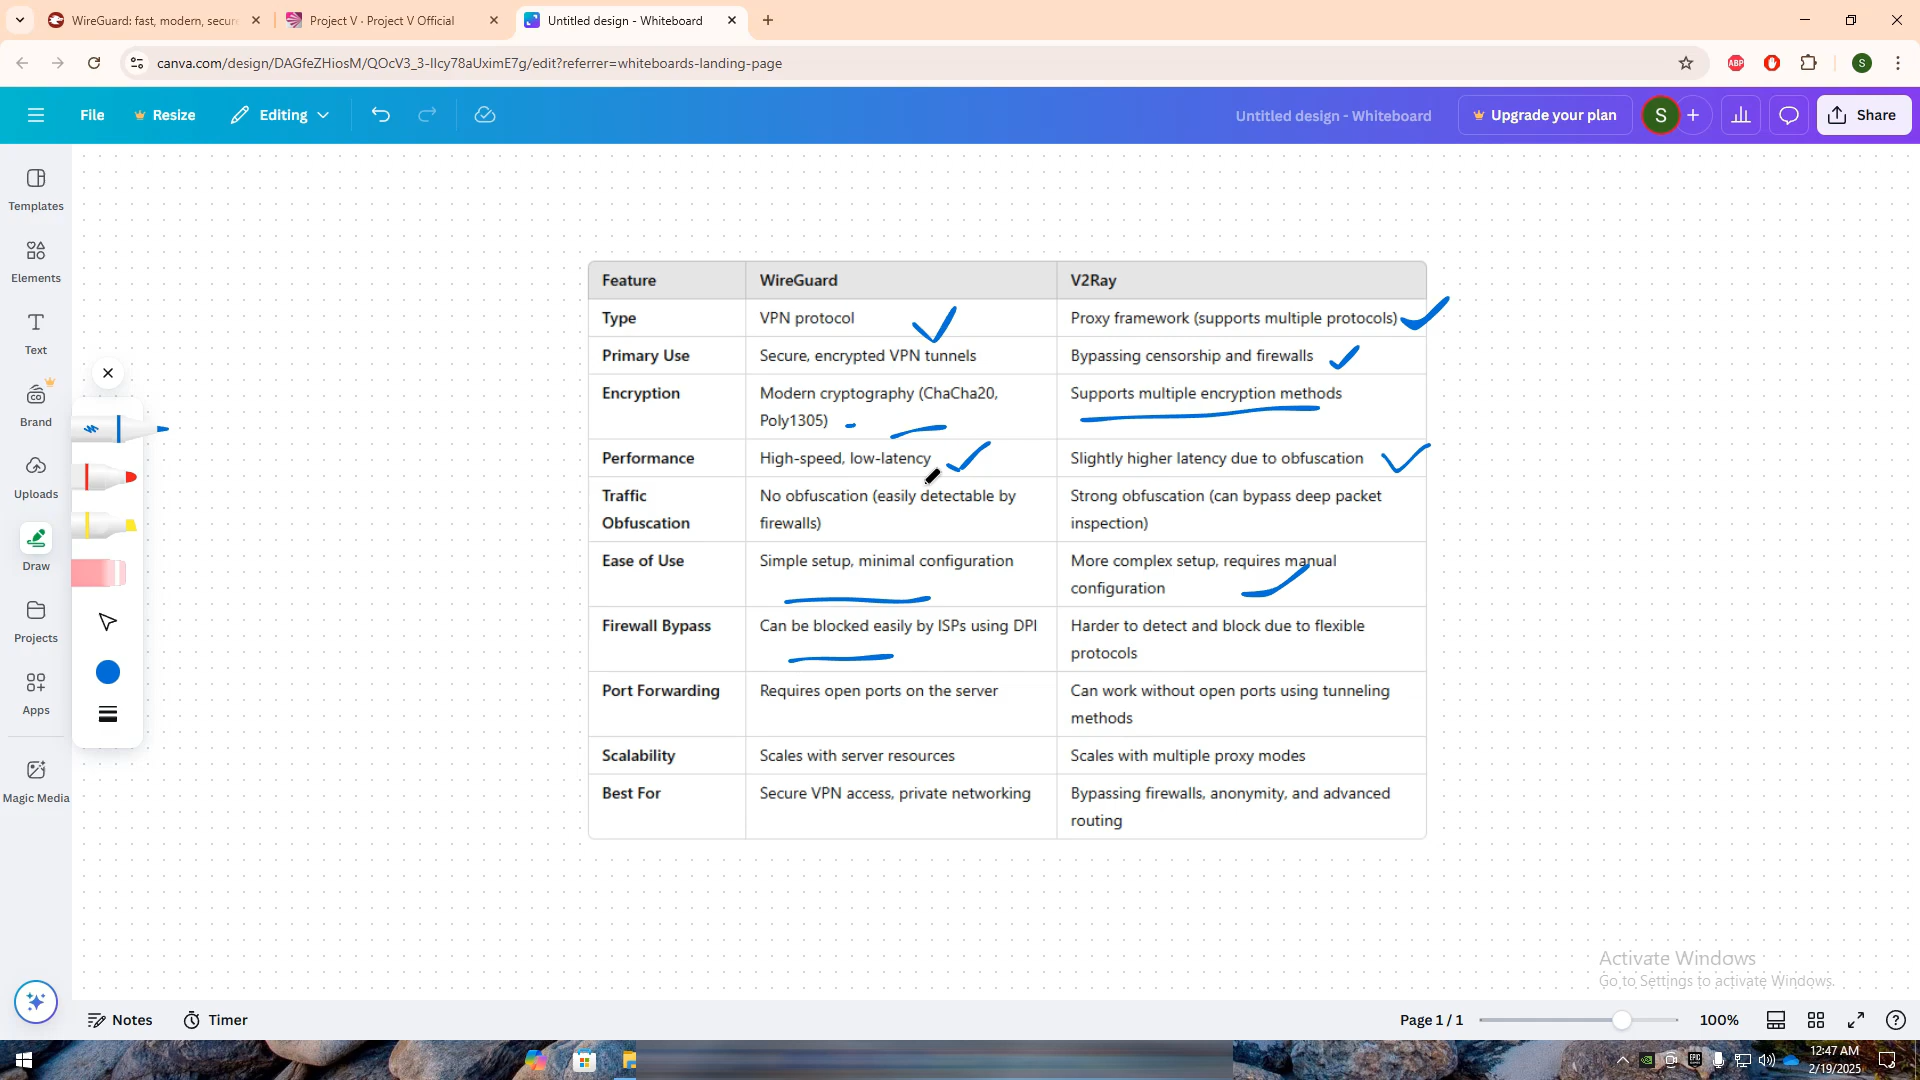 WireGuard: fast, modern, secure
Project V · Project V Official
Untitled design - Whiteboard
canva.com/design/DAGfeZHiosM/QOcV3_3-IIcy78aUximE7g/edit?referrer=whiteboards-landing-page
ABP
S
File
Resize
Editing
Untitled design - Whiteboard
Upgrade your plan
S
Share
Templates
Elements
Text
Brand
Uploads
Draw
Projects
Apps
Magic Media
Feature WireGuard V2Ray
Type VPN protocol Proxy framework (supports multiple protocols)
Primary Use Secure, encrypted VPN tunnels Bypassing censorship and firewalls
Encryption Modern cryptography (ChaCha20, Supports multiple encryption methods
Poly1305)
Performance High-speed, low-latency Slightly higher latency due to obfuscation
Traffic No obfuscation (easily detectable by Strong obfuscation (can bypass deep packet
Obfuscation firewalls) inspection)
Ease of Use Simple setup, minimal configuration More complex setup, requires manual
configuration
Firewall Bypass Can be blocked easily by ISPs using DPI Harder to detect and block due to flexible
protocols
Port Forwarding Requires open ports on the server Can work without open ports using tunneling
methods
Scalability Scales with server resources Scales with multiple proxy modes
Best For Secure VPN access, private networking Bypassing firewalls, anonymity, and advanced
routing
Activate Windows
Go to Settings to activate Windows.
Notes
Timer
Page 1 / 1
100%
12:47 AM
2/19/2025